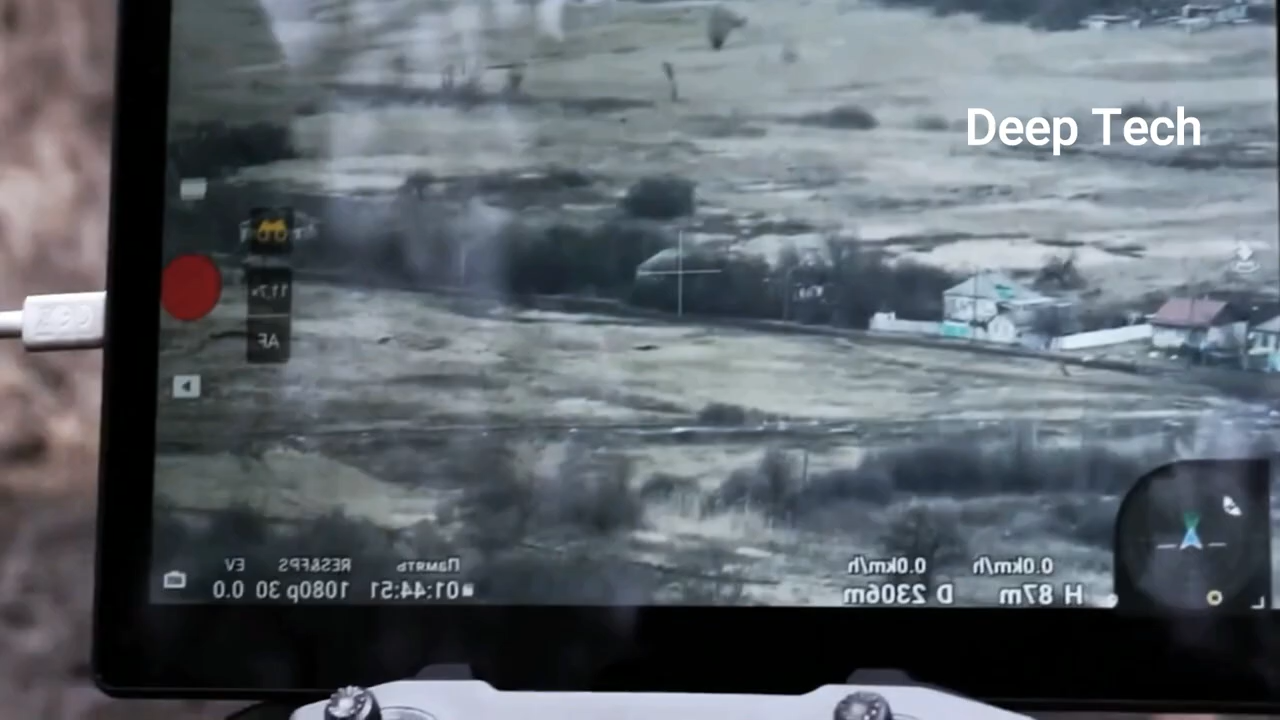 Deep Tech
11.7x
AF
EV RES&FPS Память
0.0 1080p 30 01:44:51
0.0km/h 0.0km/h
H 87m D 2306m